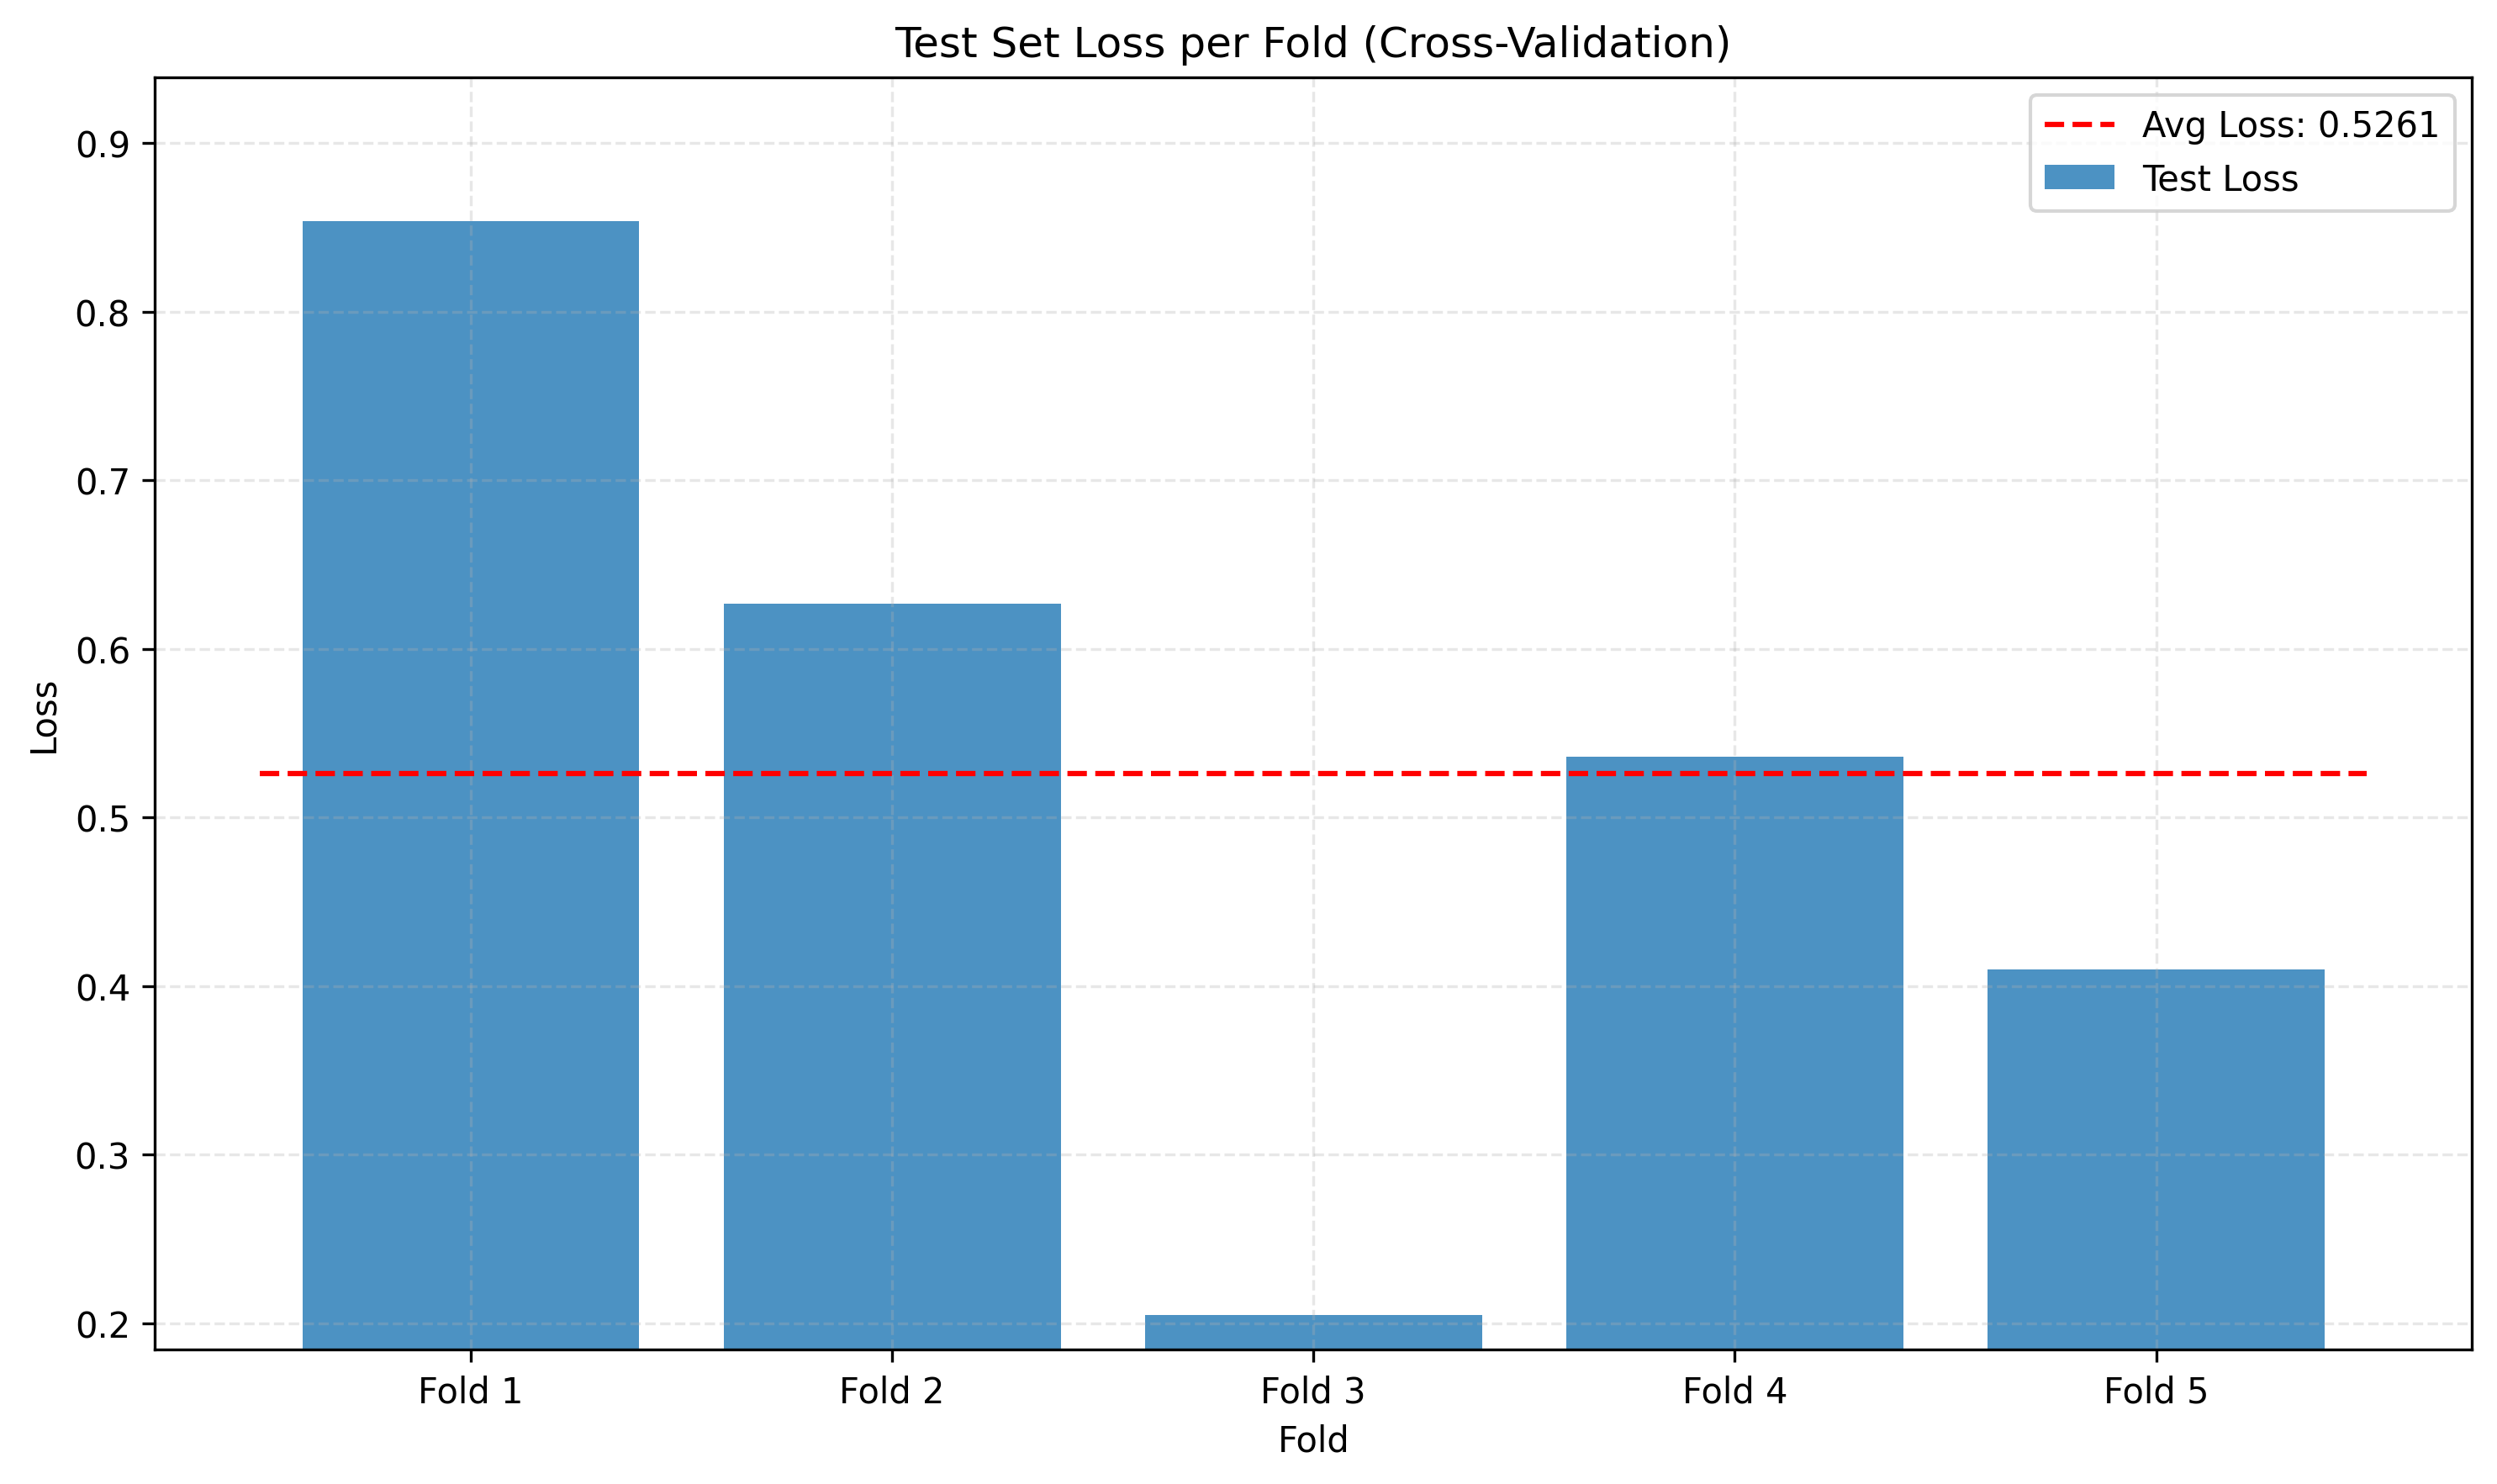 Test Set Loss per Fold (Cross-Validation)
Avg Loss: 0.5261
Test Loss
0.9
0.8
0.7
0.6
0.5
0.4
0.3
0.2
Loss
Fold 1
Fold 2
Fold 3
Fold 4
Fold 5
Fold